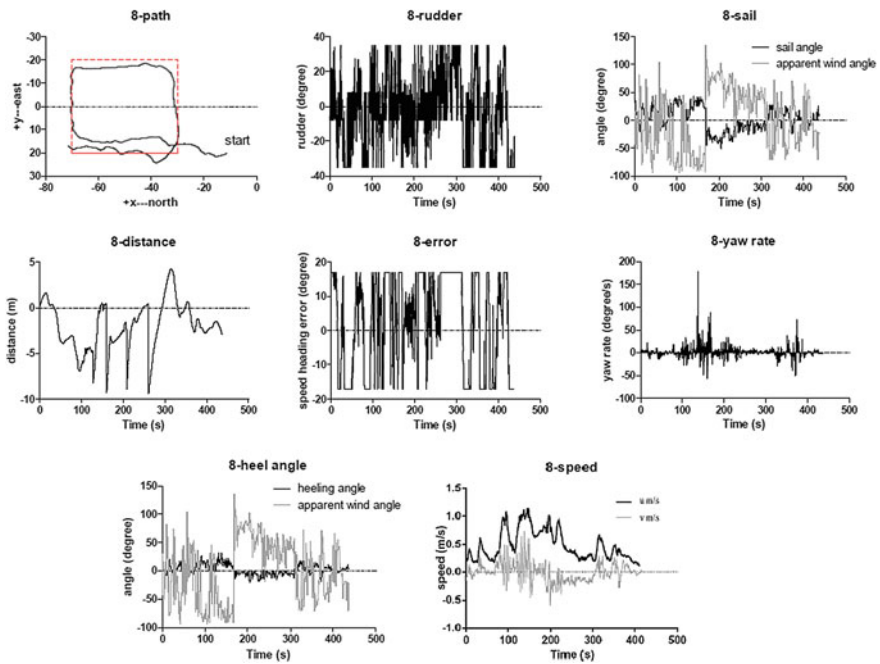 8-path
-30
-20
-10
0
10
20
30
+y---east
start
-80 -60 -40 -20 0
+x---north
8-rudder
40
20
0
-20
-40
rudder (degree)
0 100 200 300 400 500
Time (s)
8-sail
sail angle
apparent wind angle
150
100
50
0
-50
-100
angle (degree)
0 100 200 300 400 500
Time (s)
8-distance
5
0
-5
-10
distance (m)
0 100 200 300 400 500
Time (s)
8-error
20
10
0
-10
-20
speed heading error (degree)
0 100 200 300 400 500
Time (s)
8-yaw rate
200
150
100
50
0
-50
-100
yaw rate (degree/s)
0 100 200 300 400 500
Time (s)
8-heel angle
heeling angle
apparent wind angle
150
100
50
0
-50
-100
angle (degree)
0 100 200 300 400 500
Time (s)
8-speed
u m/s
v m/s
1.5
1.0
0.5
0.0
-0.5
-1.0
speed (m/s)
0 100 200 300 400 500
Time (s)